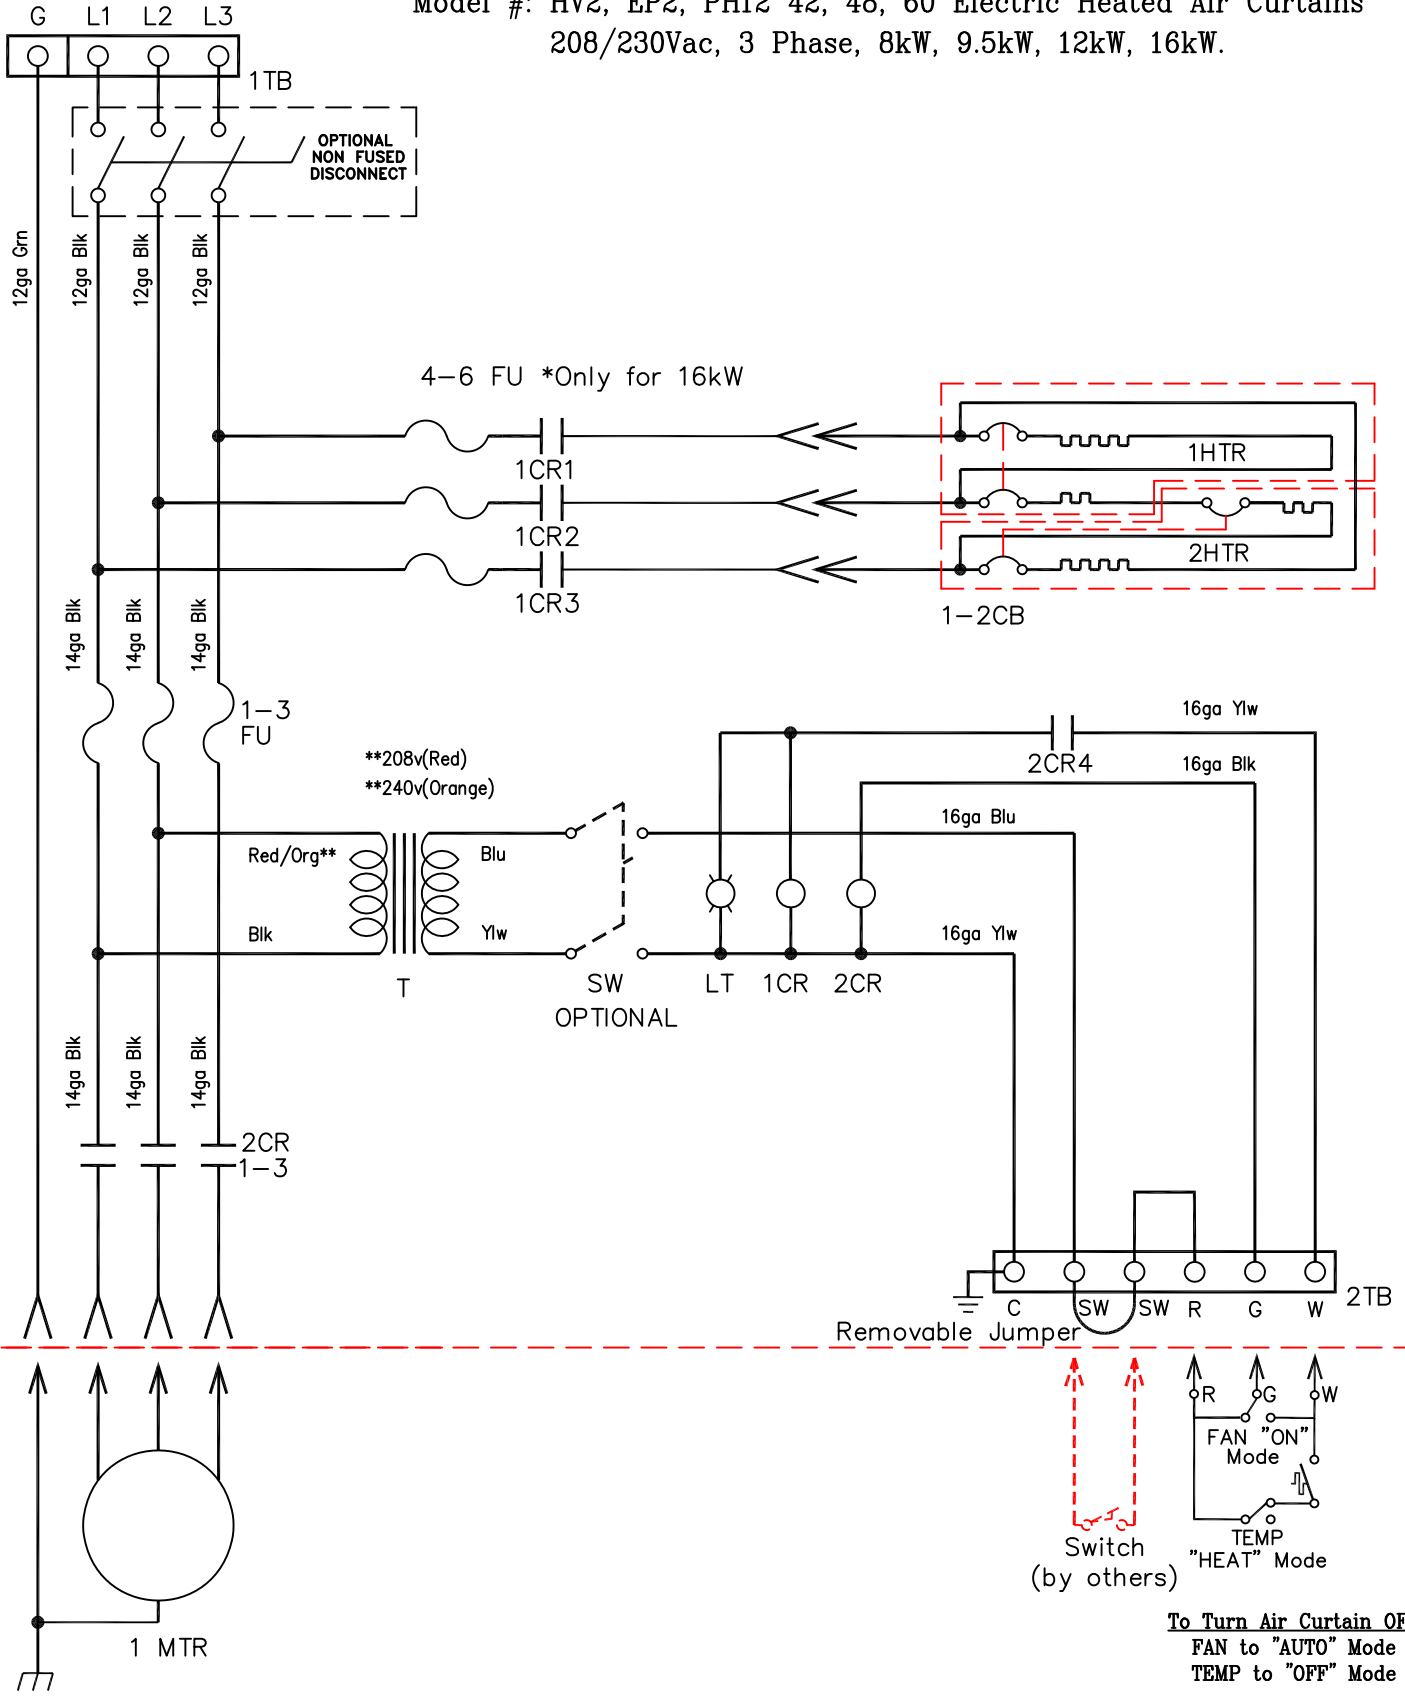 Model #: HV2, EP2, PH12 42, 48, 60 Electric Heated Air Curtains
208/230Vac, 3 Phase, 8kW, 9.5kW, 12kW, 16kW.
G L1 L2 L3
1TB
OPTIONAL
NON FUSED
DISCONNECT
12ga Grn
12ga Blk
12ga Blk
12ga Blk
4-6 FU *Only for 16kW
1CR1
1HTR
1CR2
2HTR
1CR3
1-2CB
14ga Blk
14ga Blk
14ga Blk
1-3
FU
16ga Ylw
**208v(Red)
2CR4
16ga Blk
**240v(Orange)
16ga Blu
Red/Org**
Blu
Blk
Ylw
16ga Ylw
T
SW
OPTIONAL
LT 1CR 2CR
14ga Blk
14ga Blk
14ga Blk
2CR
1-3
2TB
C SW SW R G W
Removable Jumper
R G W
FAN "ON"
Mode
TEMP
"HEAT" Mode
Switch
(by others)
1 MTR
To Turn Air Curtain
FAN to "AUTO" Mode
TEMP to "OFF" Mode